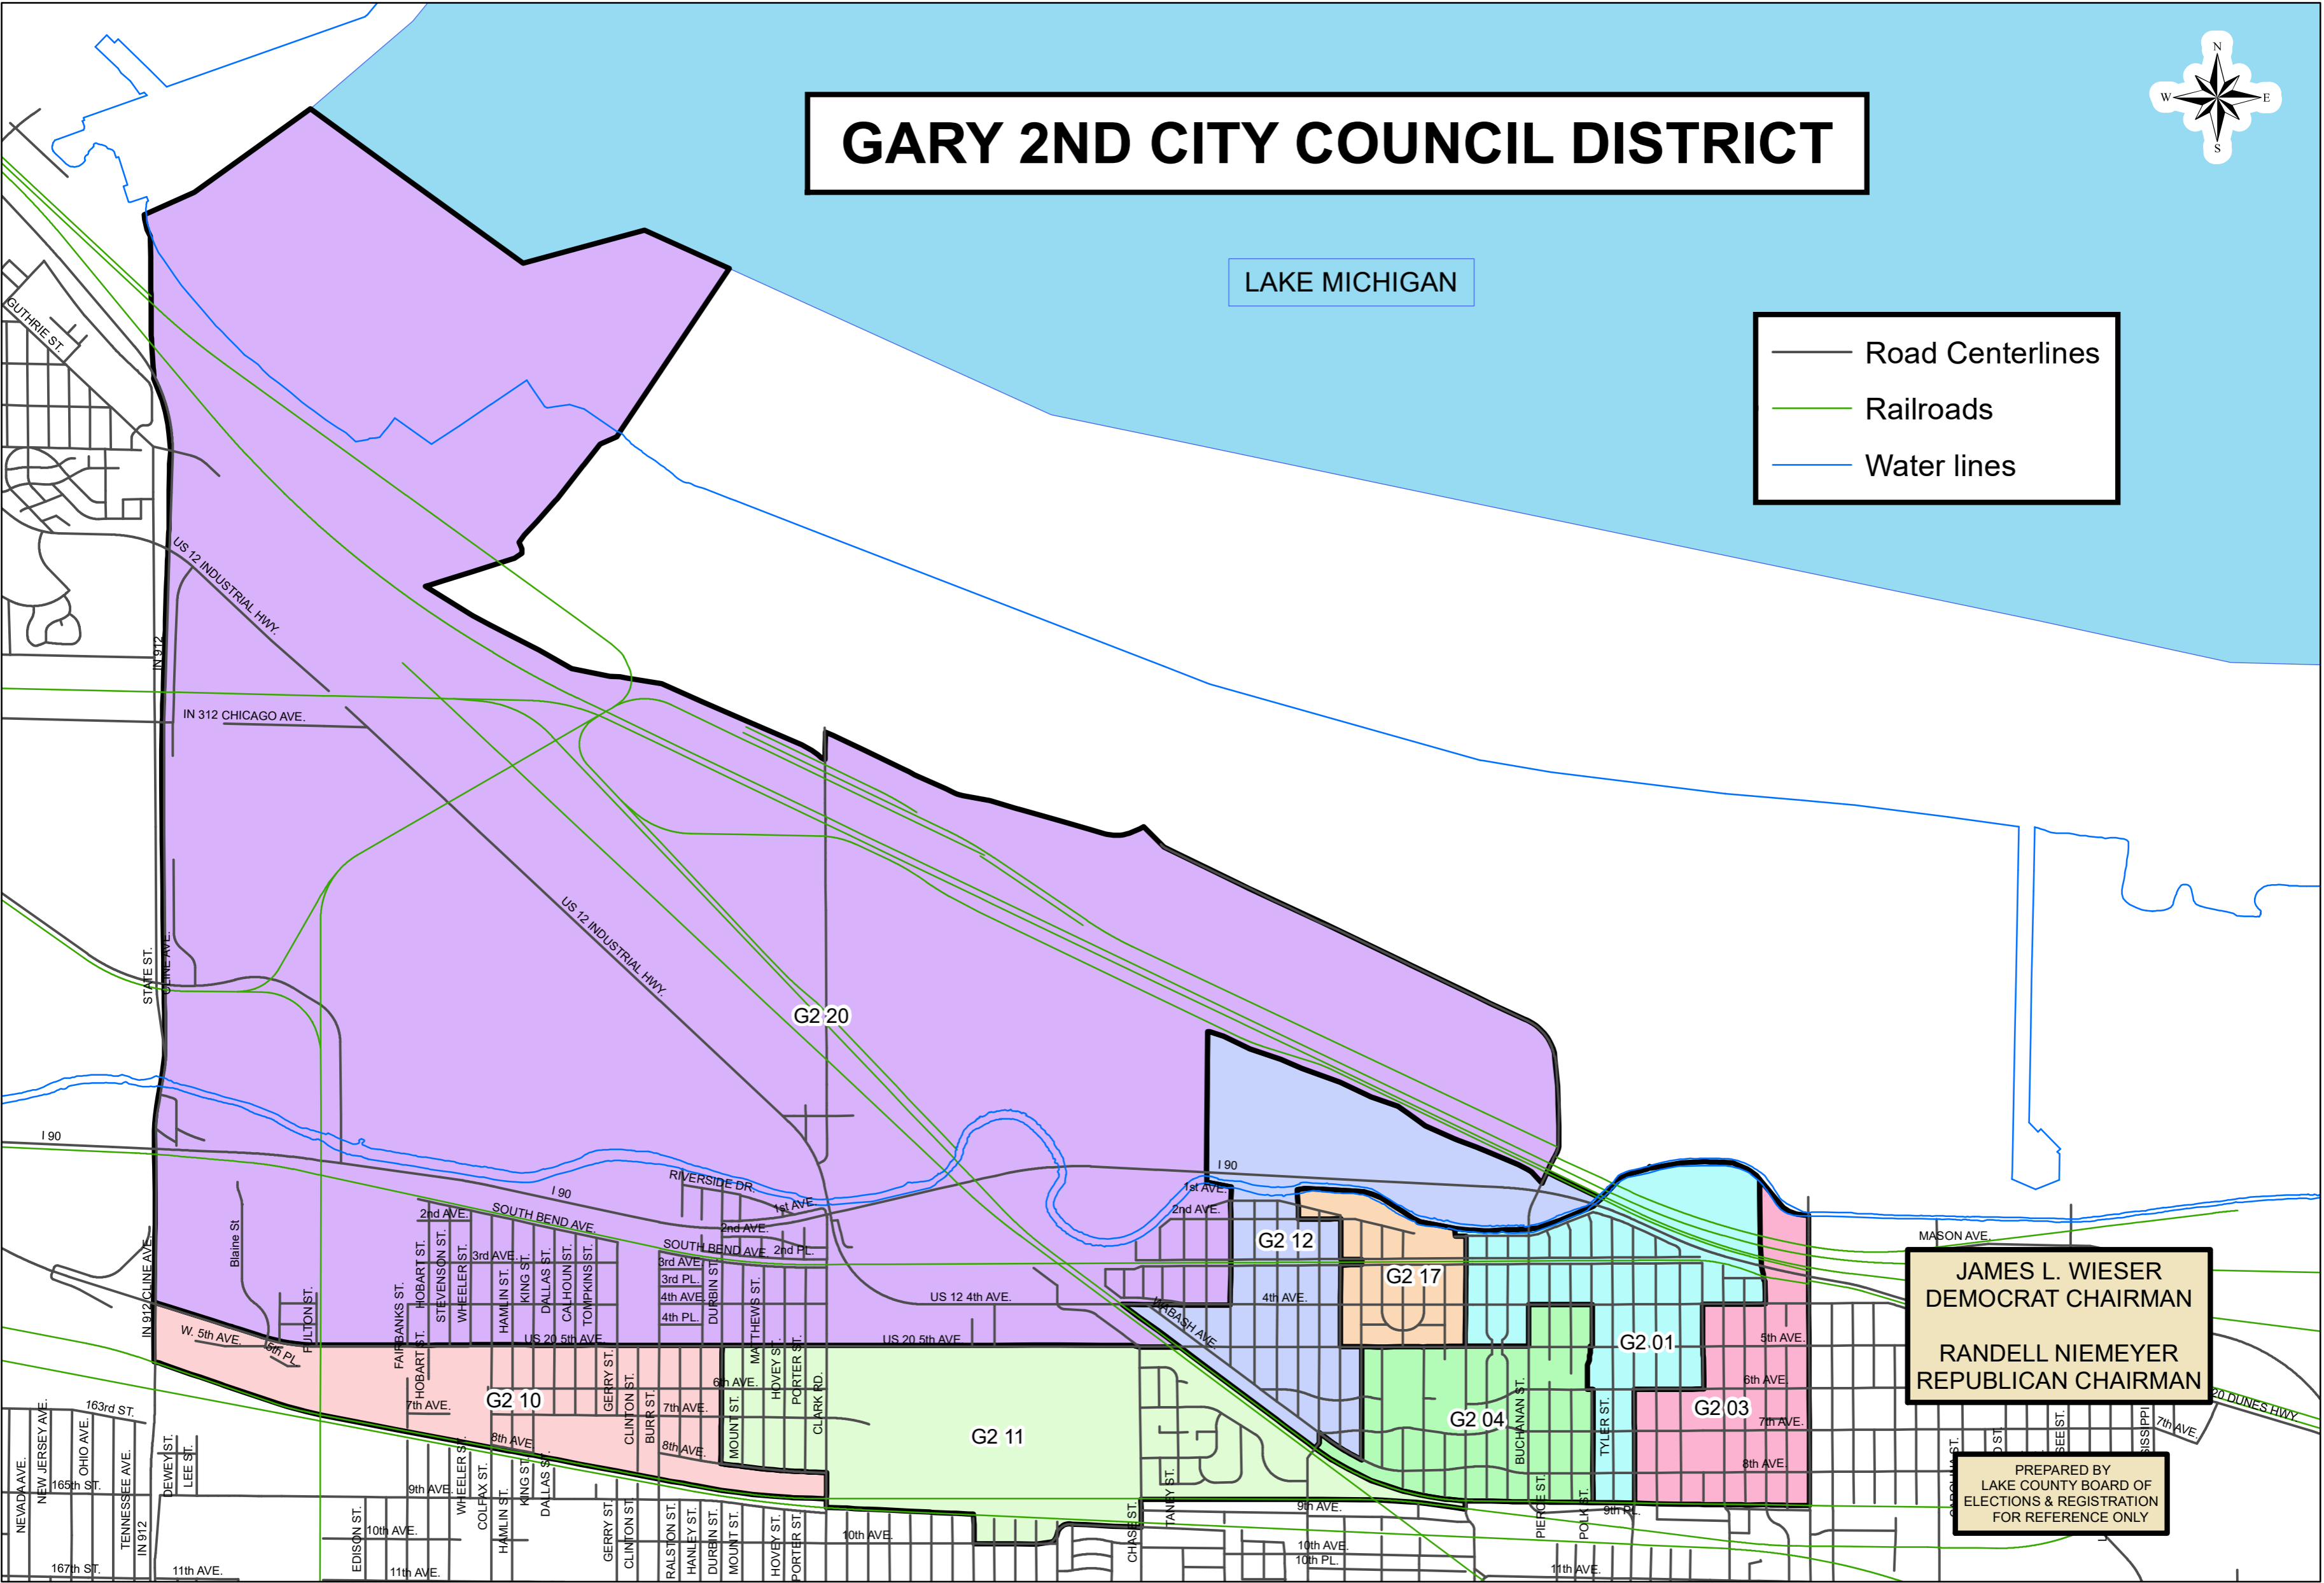 GARY 2ND CITY COUNCIL DISTRICT
N
W
E
S
LAKE MICHIGAN
Road Centerlines
Railroads
Water lines
GUTHRIE ST.
US 12 INDUSTRIAL HWY.
IN 912
IN 312 CHICAGO AVE.
US 12 INDUSTRIAL HWY.
STATE ST.
CLINE AVE.
G2 20
I 90
I 90
I 90
RIVERSIDE DR.
1st AVE.
1st AVE.
2nd AVE.
SOUTH BEND AVE.
2nd AVE.
2nd AVE.
SOUTH BEND AVE.
2nd PL.
Blaine St
HOBART ST.
STEVENSON ST.
WHEELER ST.
3rd AVE.
HAMLIN ST.
KING ST.
DALLAS ST.
CALHOUN ST.
TOMPKINS ST.
3rd AVE.
3rd PL.
4th AVE.
4th PL.
DURBIN ST.
MATTHEWS ST.
US 12 4th AVE.
4th AVE.
WABASH AVE.
G2 12
G2 17
MASON AVE.
IN 912 CLINE AVE.
FULTON ST.
FAIRBANKS ST.
W. 5th AVE.
5th PL.
US 20 5th AVE.
US 20 5th AVE.
5th AVE.
G2 01
HOBART ST.
GERRY ST.
CLINTON ST.
BURR ST.
6th AVE.
MOUNT ST.
HOVEY ST.
PORTER ST.
CLARK RD.
6th AVE.
G2 10
7th AVE.
7th AVE.
7th AVE.
G2 11
G2 04
G2 03
BUCHANAN ST.
TYLER ST.
8th AVE.
8th AVE.
8th AVE.
JAMES L. WIESER
DEMOCRAT CHAIRMAN
RANDELL NIEMEYER
REPUBLICAN CHAIRMAN
20 DUNES HWY
7th AVE.
163rd ST.
NEVADA AVE.
NEW JERSEY AVE.
OHIO AVE.
TENNESSEE AVE.
IN 912
DEWEY ST.
LEE ST.
165th ST.
167th ST.
11th AVE.
EDISON ST.
9th AVE.
10th AVE.
11th AVE.
WHEELER ST.
COLFAX ST.
HAMLIN ST.
KING ST.
DALLAS ST.
GERRY ST.
CLINTON ST.
RALSTON ST.
HANLEY ST.
DURBIN ST.
MOUNT ST.
HOVEY ST.
PORTER ST.
10th AVE.
CHASE ST.
TANEY ST.
9th AVE.
10th AVE.
10th PL.
PIERCE ST.
POLK ST.
9th PL.
11th AVE.
PREPARED BY
LAKE COUNTY BOARD OF
ELECTIONS & REGISTRATION
FOR REFERENCE ONLY